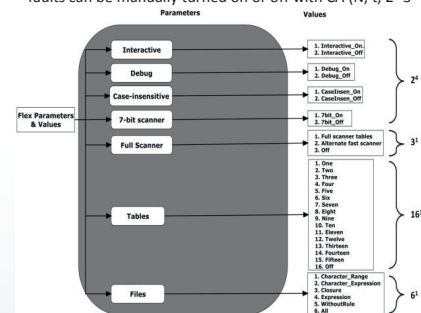 faults can be manually turned on or off with CA (N; t, 2⁴ 3
Parameters
Values
Flex Parameters
& Values
Interactive
1. Interactive_On.
2. Interactive_Off
Debug
1. Debug_On
2. Debug_Off
Case-insensitive
1. CaseInsen_On
2. CaseInsen_Off
7-bit scanner
1. 7bit_On
2. 7bit_Off
2⁴
Full Scanner
1. Full scanner tables
2. Alternate fast scanner
3. Off
3¹
Tables
1. One
2. Two
3. Three
4. Four
5. Five
6. Six
7. Seven
8. Eight
9. Nine
10. Ten
11. Eleven
12. Twelve
13. Thirteen
14. Fourteen
15. Fifteen
16. Off
16¹
Files
1. Character_Range
2. Character_Expression
3. Closure
4. Expression
5. WithoutRule
6. All
6¹